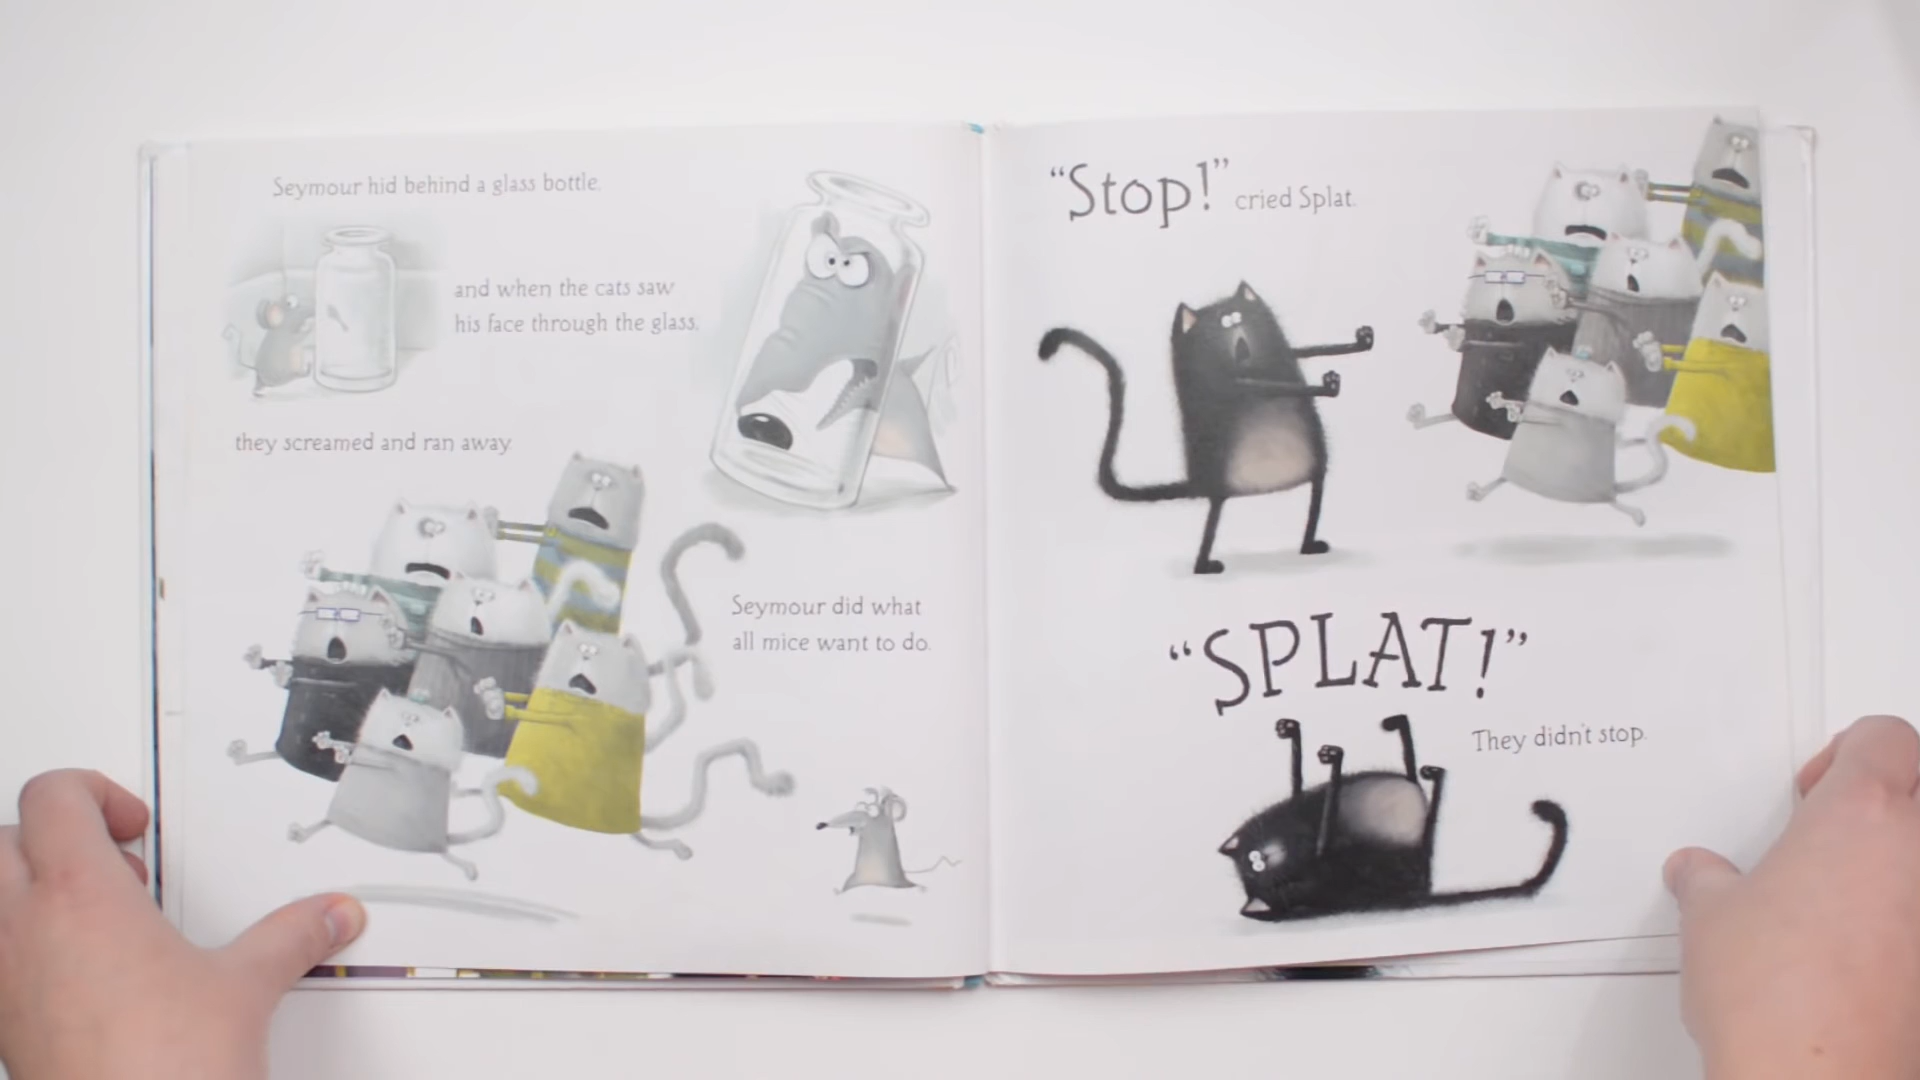 Seymour hid behind a glass bottle.
and when the cats saw
his face through the glass,
they screamed and ran away.
Seymour did what
all mice want to do.
“Stop!” cried Splat.
“SPLAT!”
They didn't stop.